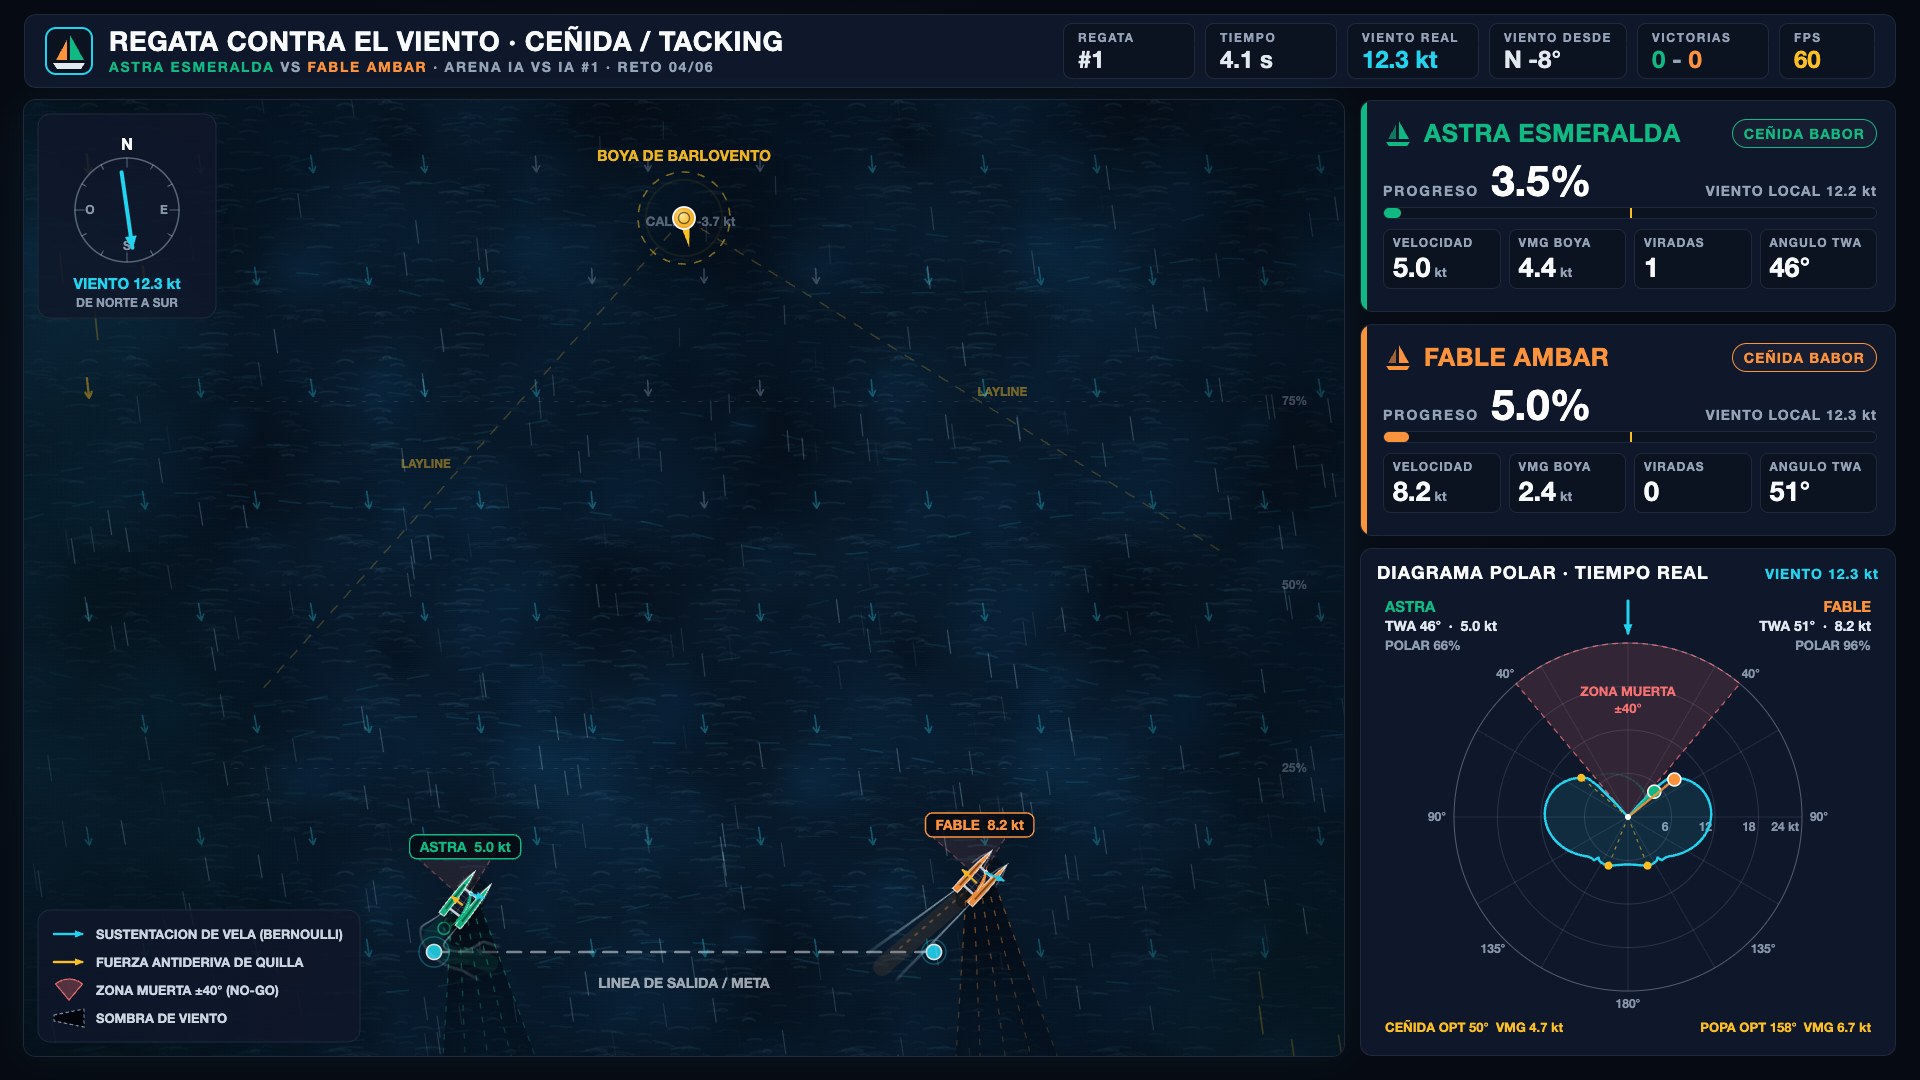 REGATA CONTRA EL VIENTO · CEÑIDA / TACKING
ASTRA ESMERALDA VS FABLE AMBAR · ARENA IA VS IA #1 · RETO 04/06
REGATA
#1
TIEMPO
4.1 s
VIENTO REAL
12.3 kt
VIENTO DESDE
N -8°
VICTORIAS
0 - 0
FPS
60
N
O
E
S
VIENTO 12.3 kt
DE NORTE A SUR
BOYA DE BARLOVENTO
-3.7 kt
LAYLINE
LAYLINE
75%
50%
25%
ASTRA 5.0 kt
FABLE 8.2 kt
LINEA DE SALIDA / META
SUSTENTACION DE VELA (BERNOULLI)
FUERZA ANTIDERIVA DE QUILLA
ZONA MUERTA ±40° (NO-GO)
SOMBRA DE VIENTO
ASTRA ESMERALDA
CEÑIDA BABOR
PROGRESO 3.5%
VIENTO LOCAL 12.2 kt
VELOCIDAD
5.0 kt
VMG BOYA
4.4 kt
VIRADAS
1
ANGULO TWA
46°
FABLE AMBAR
CEÑIDA BABOR
PROGRESO 5.0%
VIENTO LOCAL 12.3 kt
VELOCIDAD
8.2 kt
VMG BOYA
2.4 kt
VIRADAS
0
ANGULO TWA
51°
DIAGRAMA POLAR · TIEMPO REAL
VIENTO 12.3 kt
ASTRA
TWA 46° · 5.0 kt
POLAR 66%
FABLE
TWA 51° · 8.2 kt
POLAR 96%
40°
40°
ZONA MUERTA
±40°
90°
6
12
18
24 kt
90°
135°
135°
180°
CEÑIDA OPT 50° VMG 4.7 kt
POPA OPT 158° VMG 6.7 kt